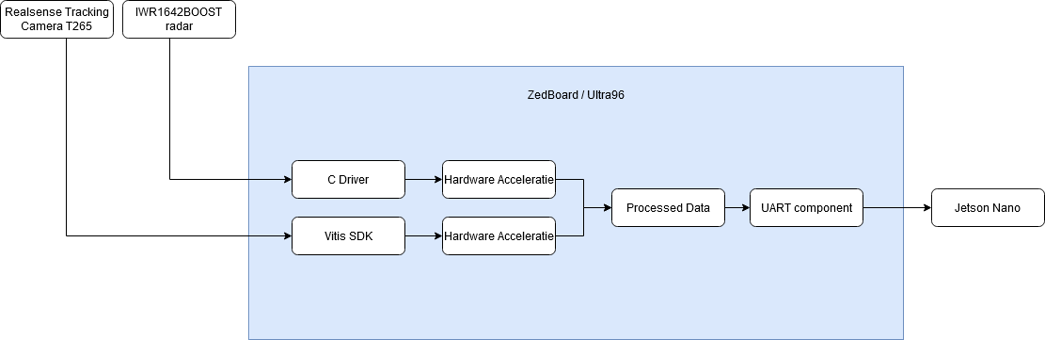 Realsense Tracking
Camera T265
IWR1642BOOST
radar
ZedBoard / Ultra96
C Driver
Hardware Acceleratie
Processed Data
UART component
Jetson Nano
Vitis SDK
Hardware Acceleratie